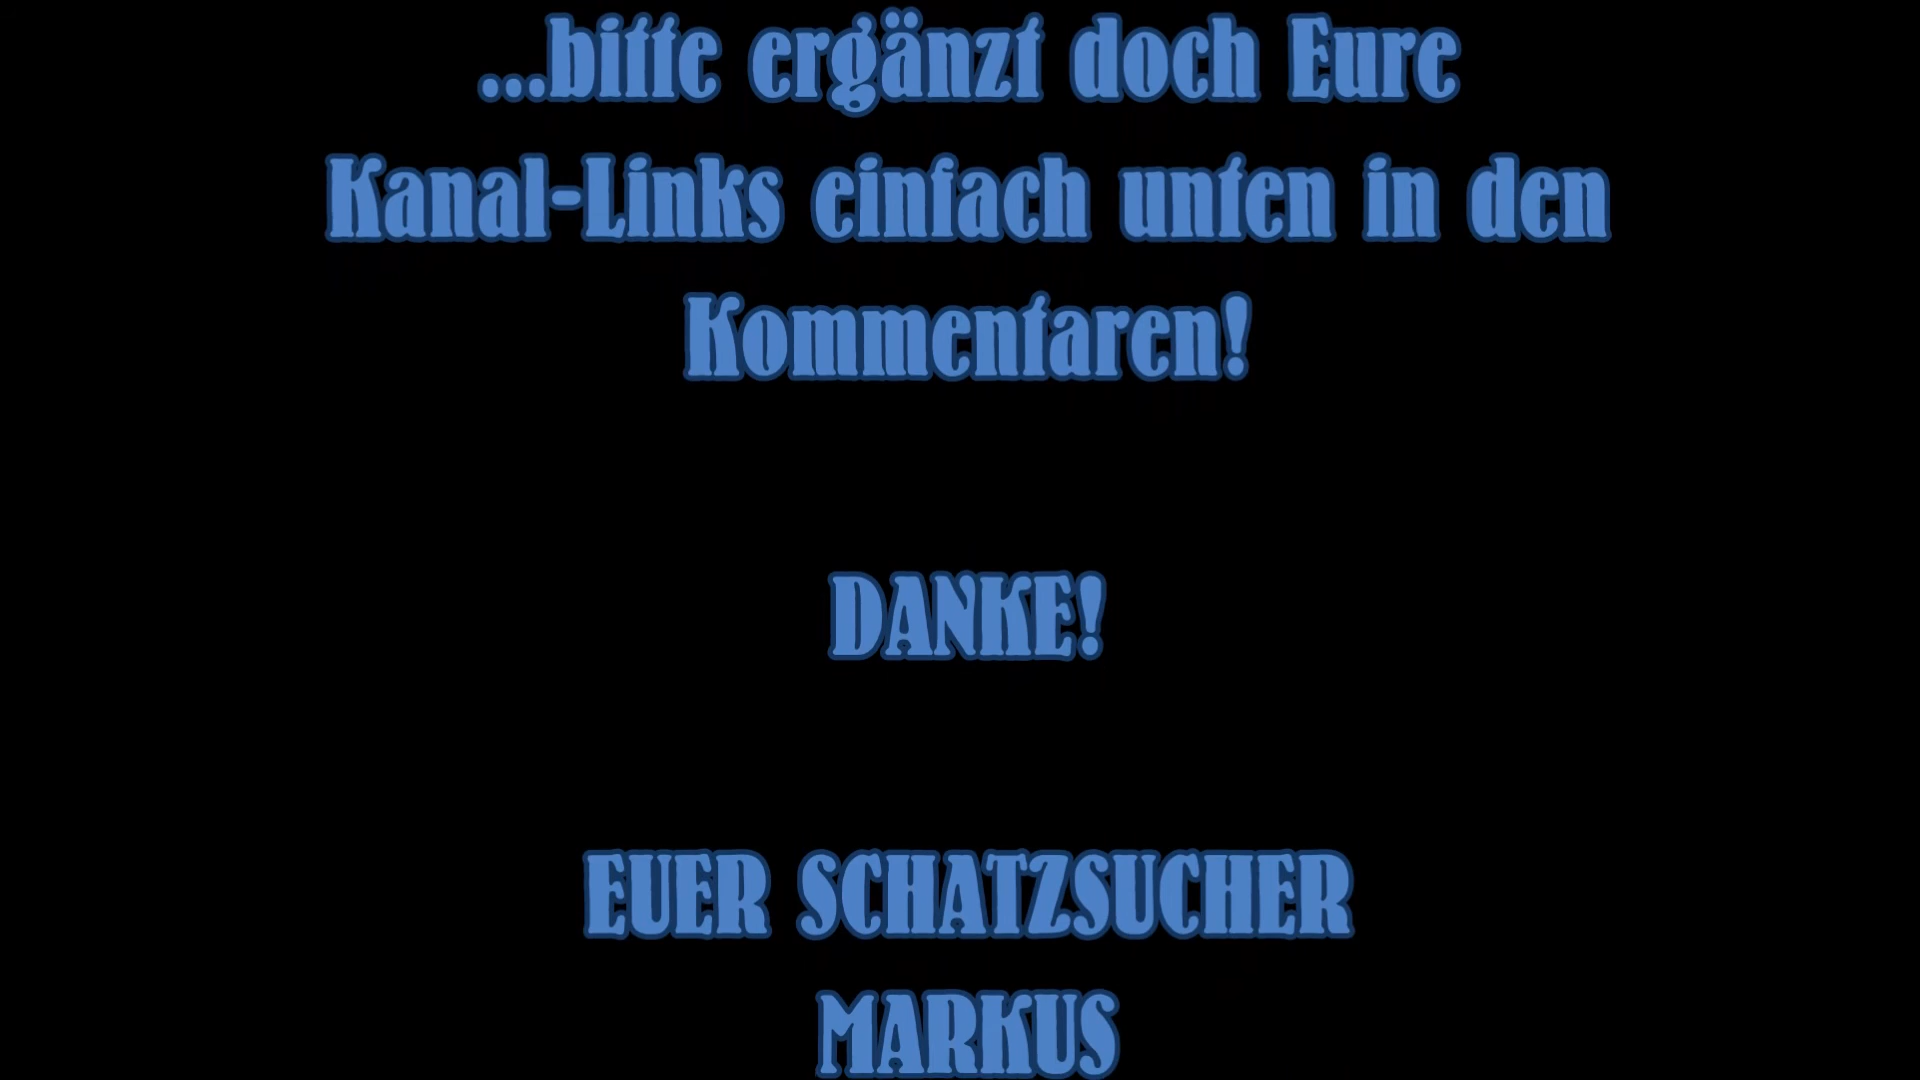 ...bitte ergänzt doch Eure
Kanal-Links einfach unten in den
Kommentaren!
DANKE!
EUER SCHATZSUCHER
MARKUS